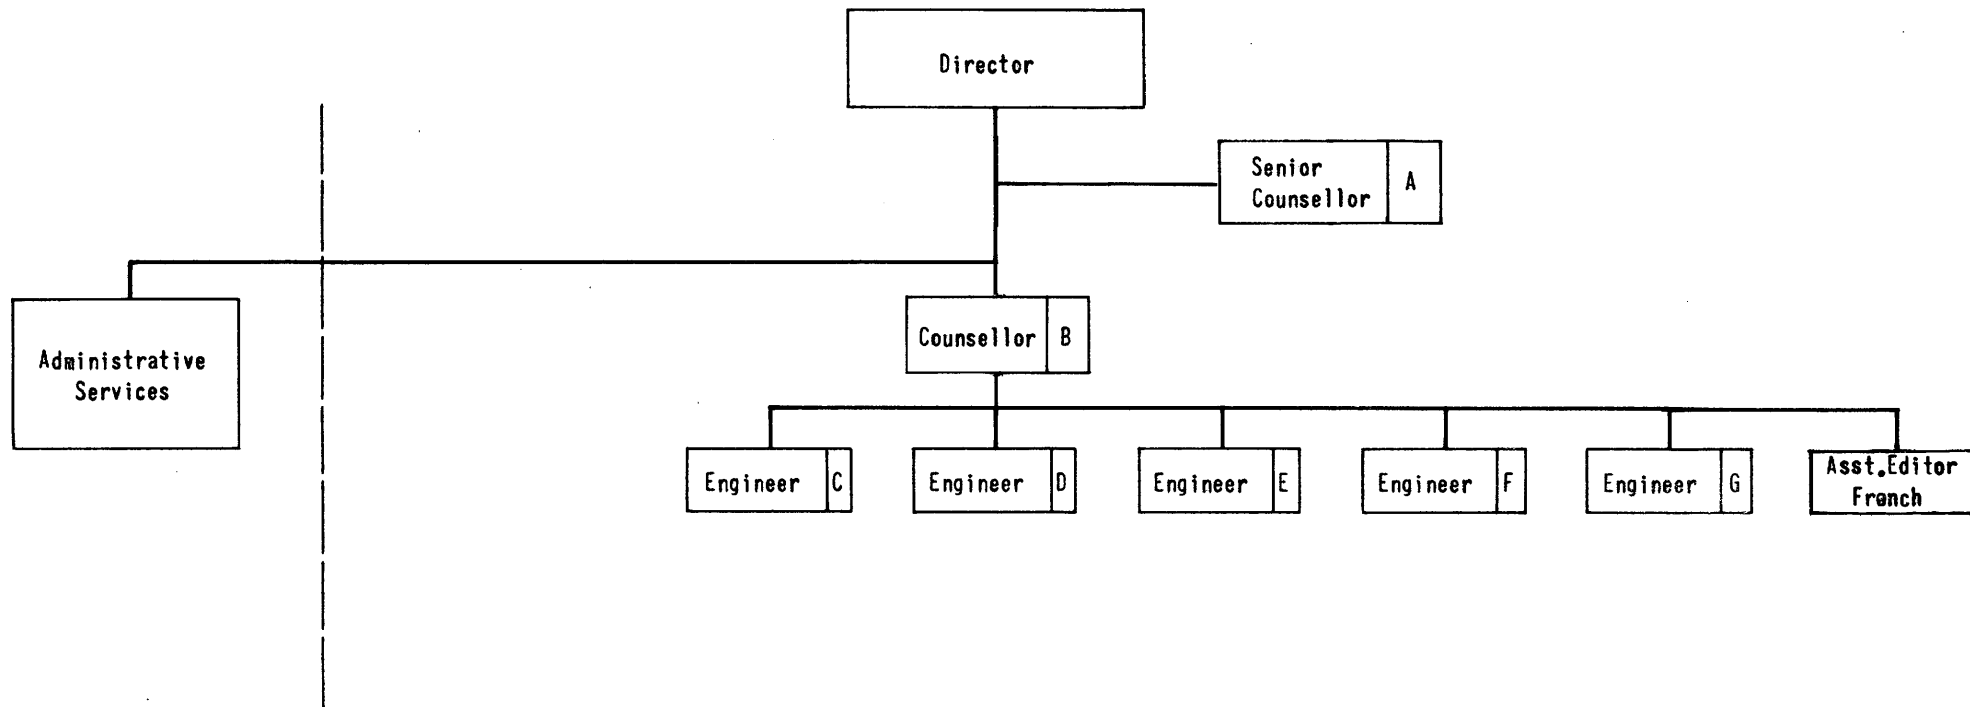 Director
Senior
Counsellor
A
Administrative
Services
Counsellor
B
Engineer
C
Engineer
D
Engineer
E
Engineer
F
Engineer
G
Asst.Editor
French